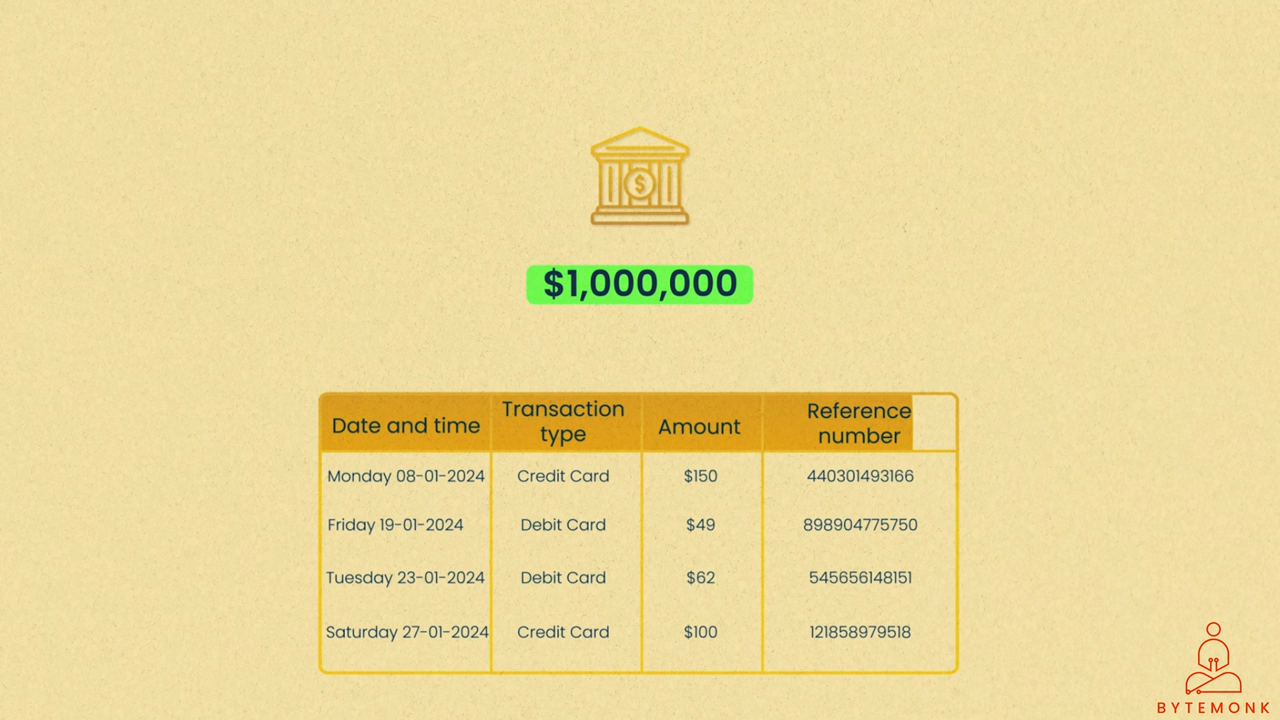 $
$1,000,000
Date and time Transaction type Amount Reference number
Monday 08-01-2024 Credit Card $150 440301493166
Friday 19-01-2024 Debit Card $49 898904775750
Tuesday 23-01-2024 Debit Card $62 545656148151
Saturday 27-01-2024 Credit Card $100 121858979518
BYTEMONK